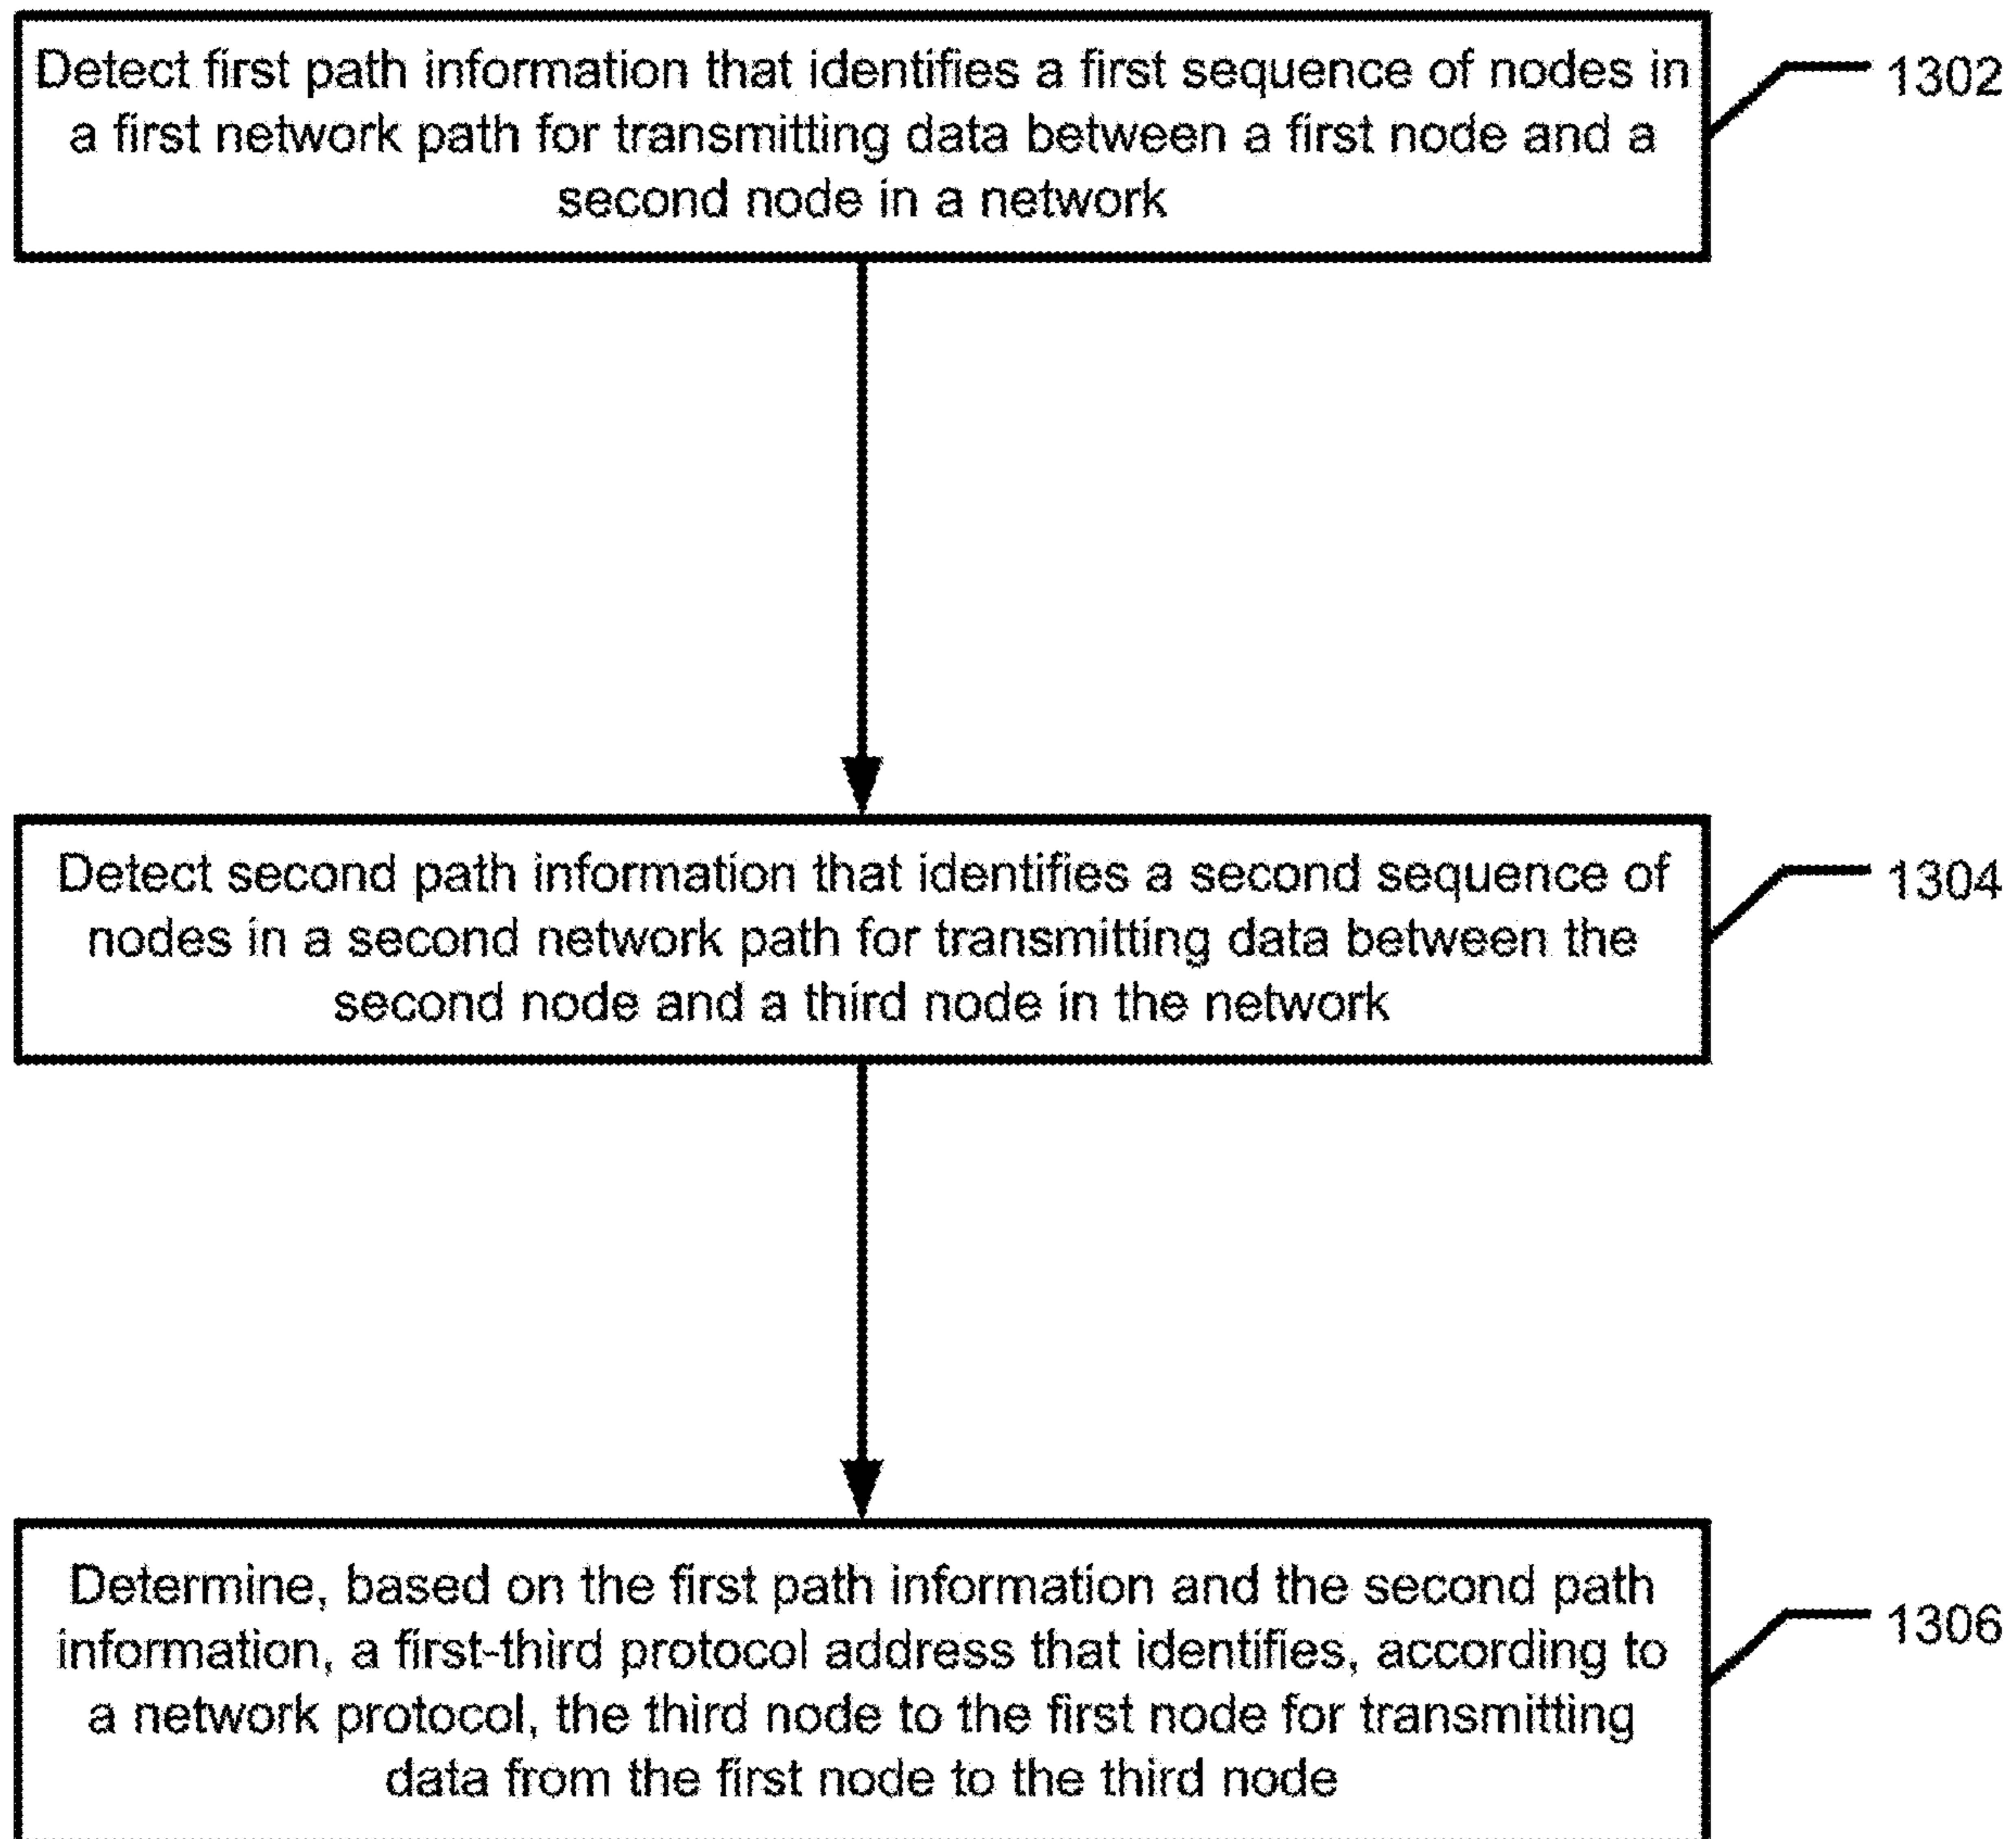 Detect first path information that identifies a first sequence of nodes in
a first network path for transmitting data between a first node and a
second node in a network
1302
Detect second path information that identifies a second sequence of
nodes in a second network path for transmitting data between the
second node and a third node in the network
1304
Determine, based on the first path information and the second path
information, a first-third protocol address that identifies, according to
a network protocol, the third node to the first node for transmitting
data from the first node to the third node
1306